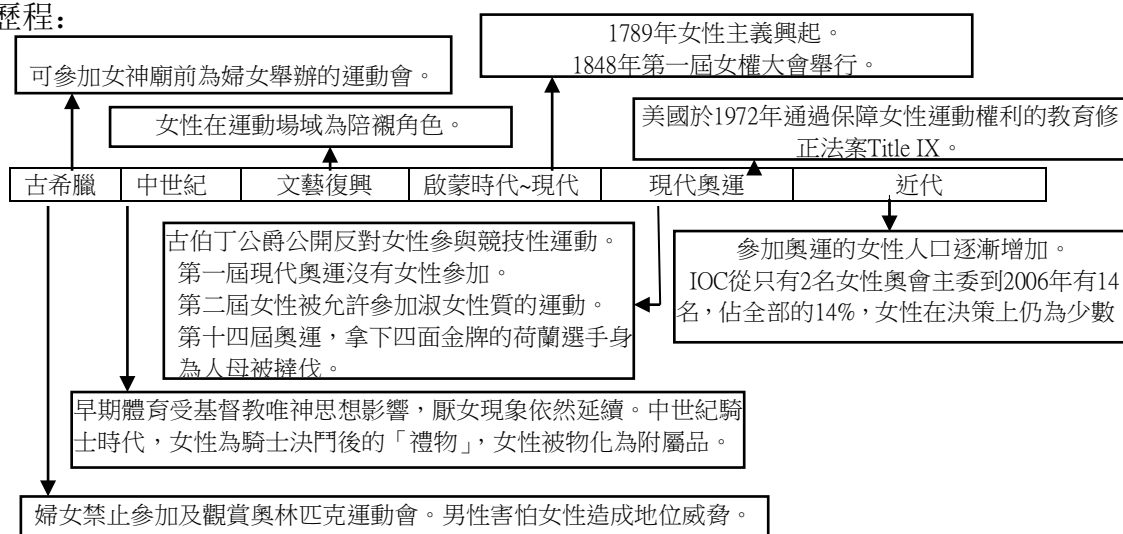 歷程：
1789年女性主義興起。
1848年第一屆女權大會舉行。
可參加女神廟前為婦女舉辦的運動會。
女性在運動場域為陪襯角色。
美國於1972年通過保障女性運動權利的教育修
正法案Title IX。
古希臘 中世紀 文藝復興 啟蒙時代~現代 現代奧運 近代
古伯丁公爵公開反對女性參與競技性運動。
第一屆現代奧運沒有女性參加。
第二屆女性被允許參加淑女性質的運動。
第十四屆奧運，拿下四面金牌的荷蘭選手身
為人母被撻伐。
參加奧運的女性人口逐漸增加。
IOC從只有2名女性奧會主委到2006年有14
名，佔全部的14%，女性在決策上仍為少數
早期體育受基督教唯神思想影響，厭女現象依然延續。中世紀騎
士時代，女性為騎士決鬥後的「禮物」，女性被物化為附屬品。
婦女禁止參加及觀賞奧林匹克運動會。男性害怕女性造成地位威脅。